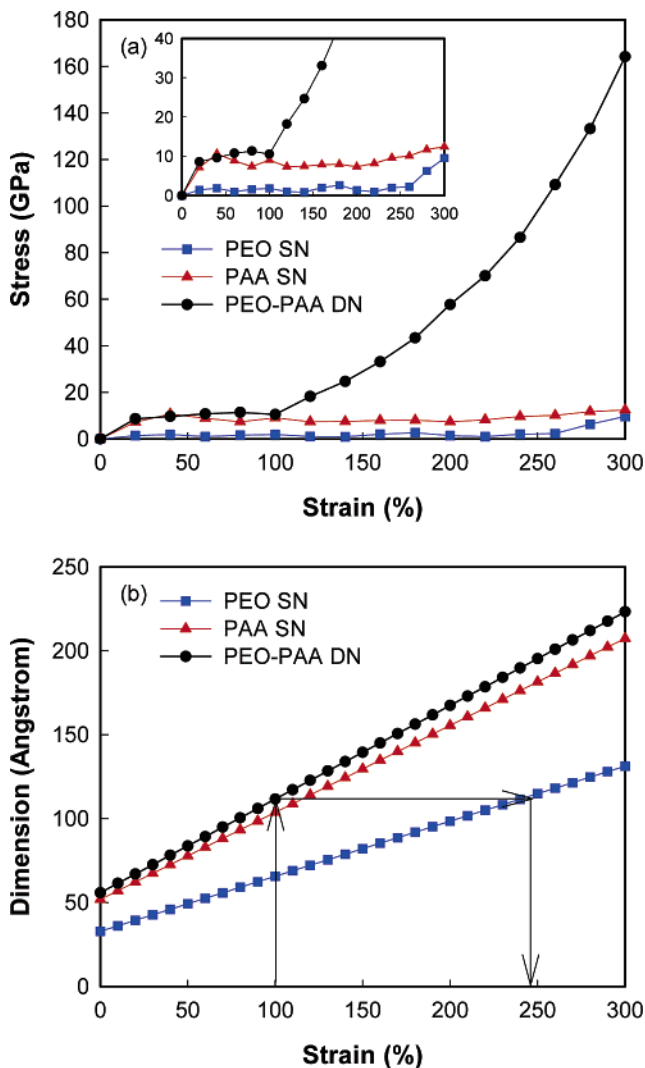 180
160
140
120
100
80
60
40
20
0
Stress (GPa)
(a)
40
30
20
10
0
0 50 100 150 200 250 300
PEO SN
PAA SN
PEO-PAA DN
0 50 100 150 200 250 300
Strain (%)
250
200
150
100
50
0
Dimension (Angstrom)
(b)
PEO SN
PAA SN
PEO-PAA DN
0 50 100 150 200 250 300
Strain (%)